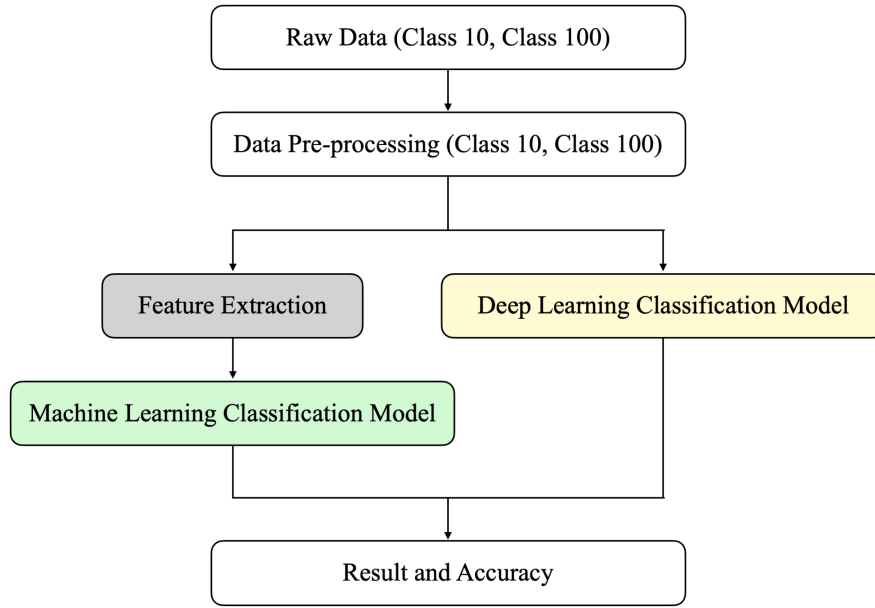 Raw Data (Class 10, Class 100)
Data Pre-processing (Class 10, Class 100)
Feature Extraction
Deep Learning Classification Model
Machine Learning Classification Model
Result and Accuracy